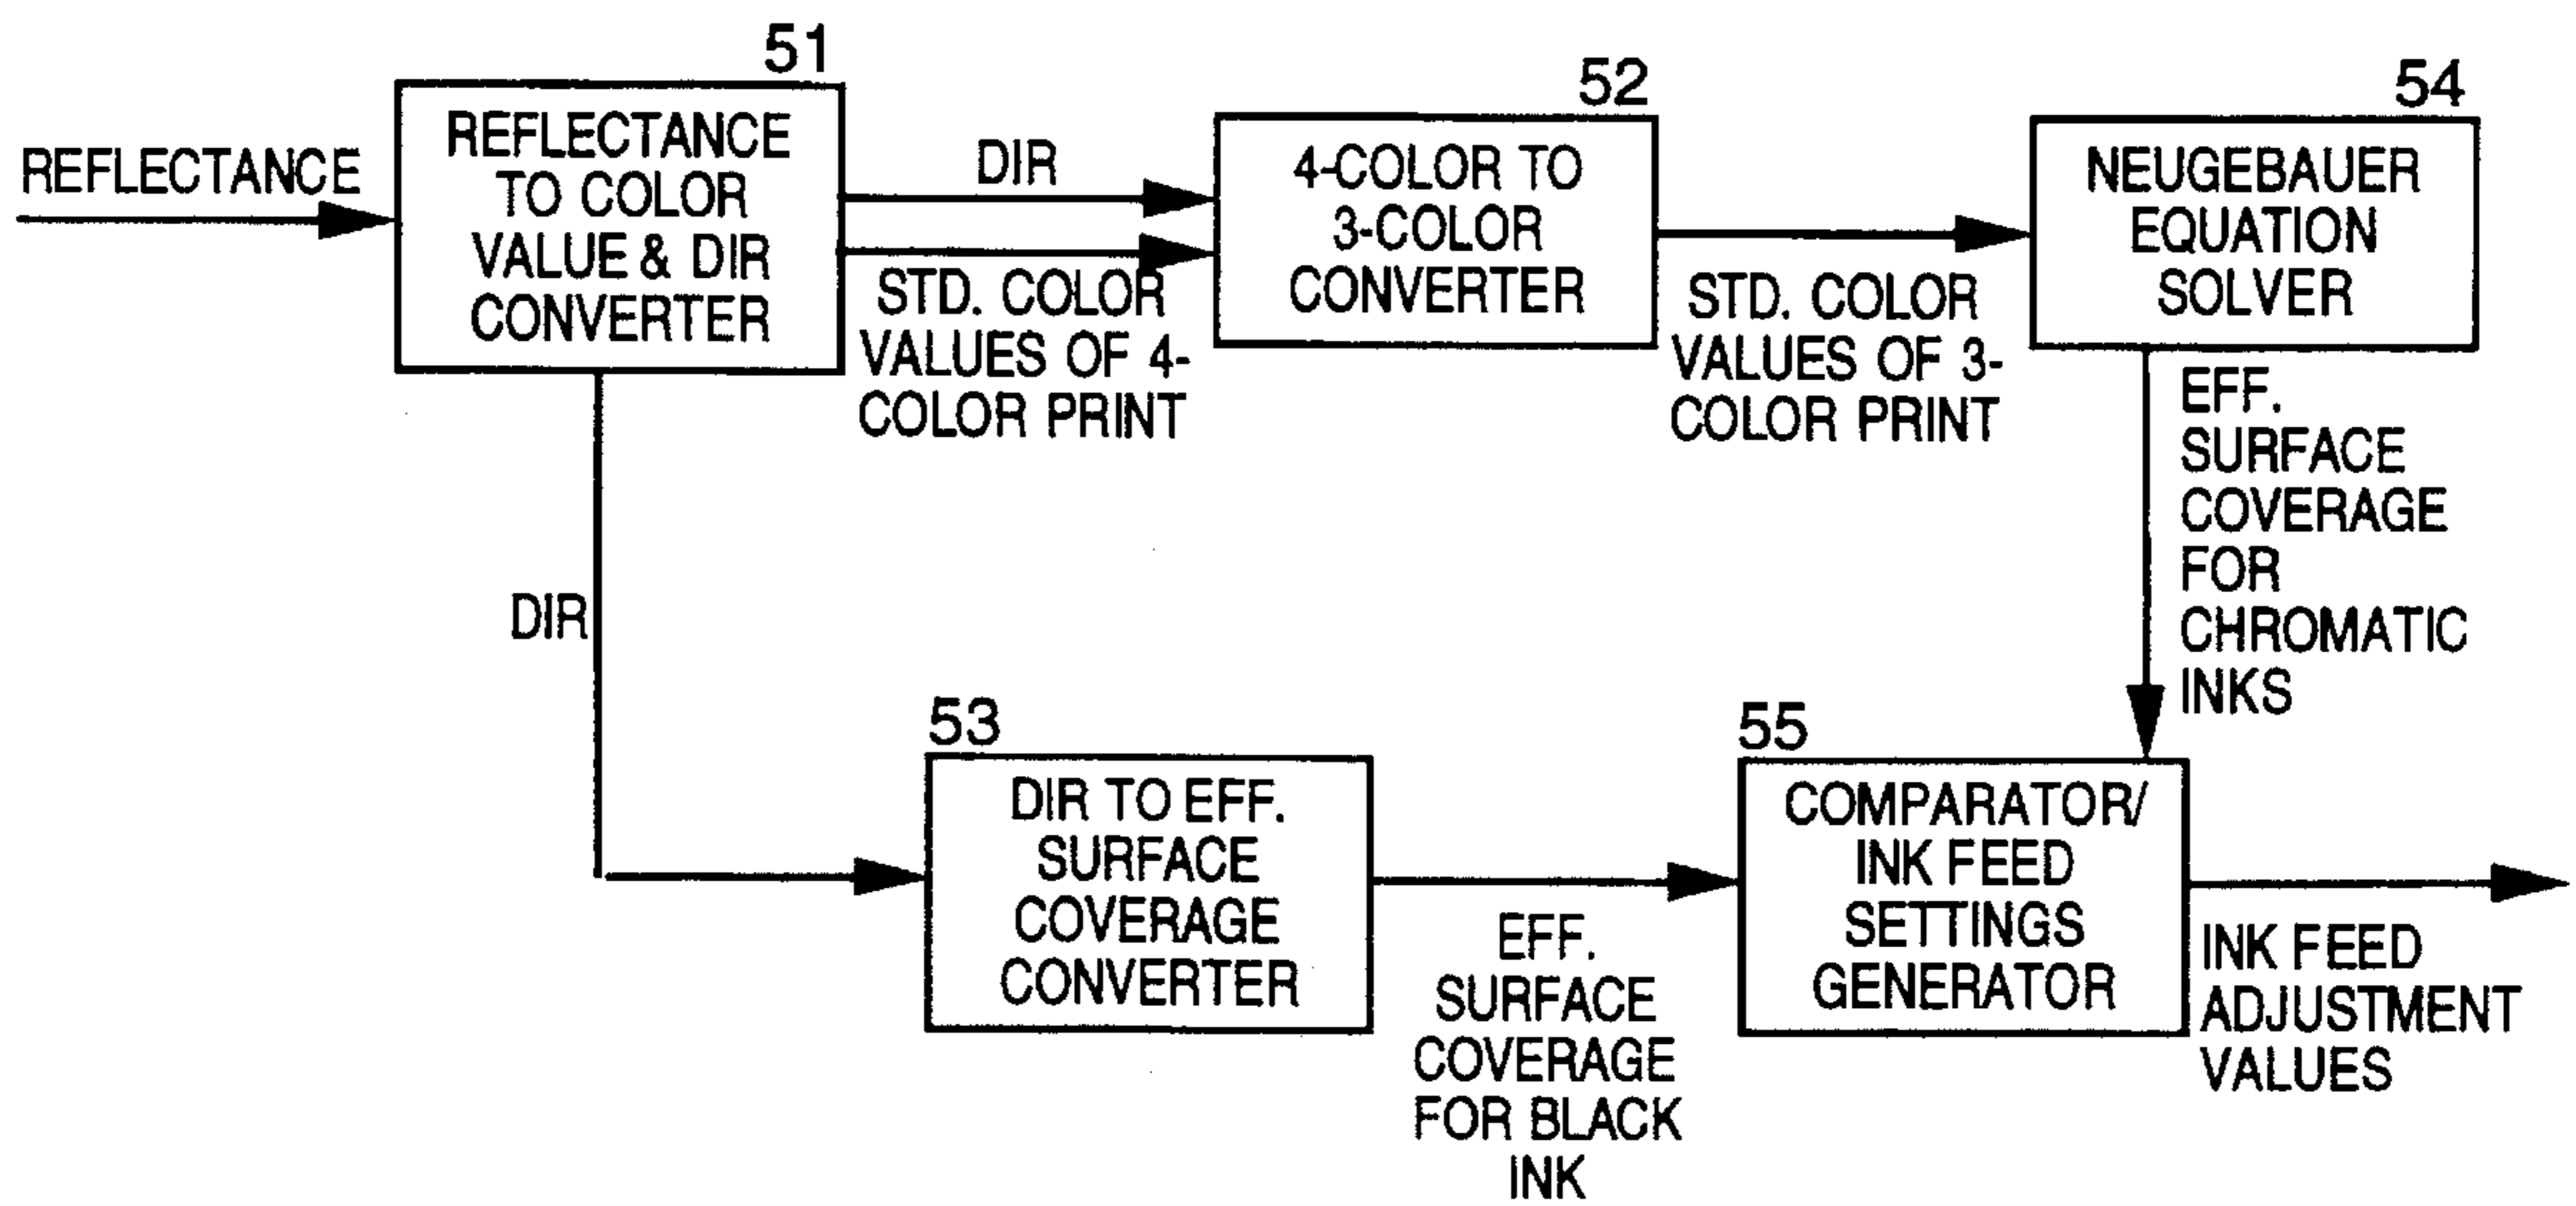 51
REFLECTANCE
TO COLOR
VALUE & DIR
CONVERTER
REFLECTANCE
DIR
STD. COLOR
VALUES OF 4-
COLOR PRINT
52
4-COLOR TO
3-COLOR
CONVERTER
STD. COLOR
VALUES OF 3-
COLOR PRINT
54
NEUGEBAUER
EQUATION
SOLVER
EFF.
SURFACE
COVERAGE
FOR
CHROMATIC
INKS
DIR
53
DIR TO EFF.
SURFACE
COVERAGE
CONVERTER
EFF.
SURFACE
COVERAGE
FOR BLACK
INK
55
COMPARATOR/
INK FEED
SETTINGS
GENERATOR
INK FEED
ADJUSTMENT
VALUES